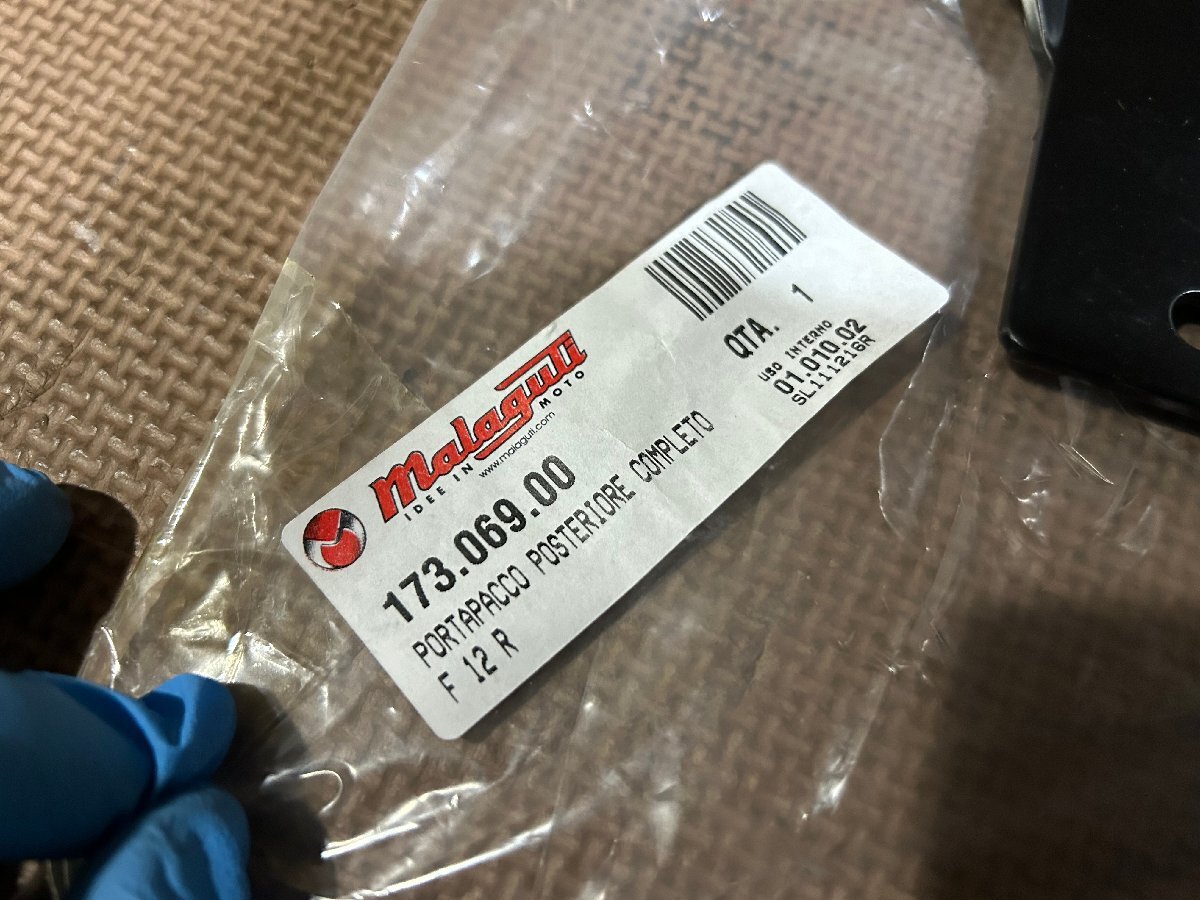 Malaguti
IDEE IN MOTO
www.malaguti.com
173.069.00
PORTAPACCO POSTERIORE COMPLETO
F 12 R
QTA. 1
USO INTERNO
01.010.02
SL111216R